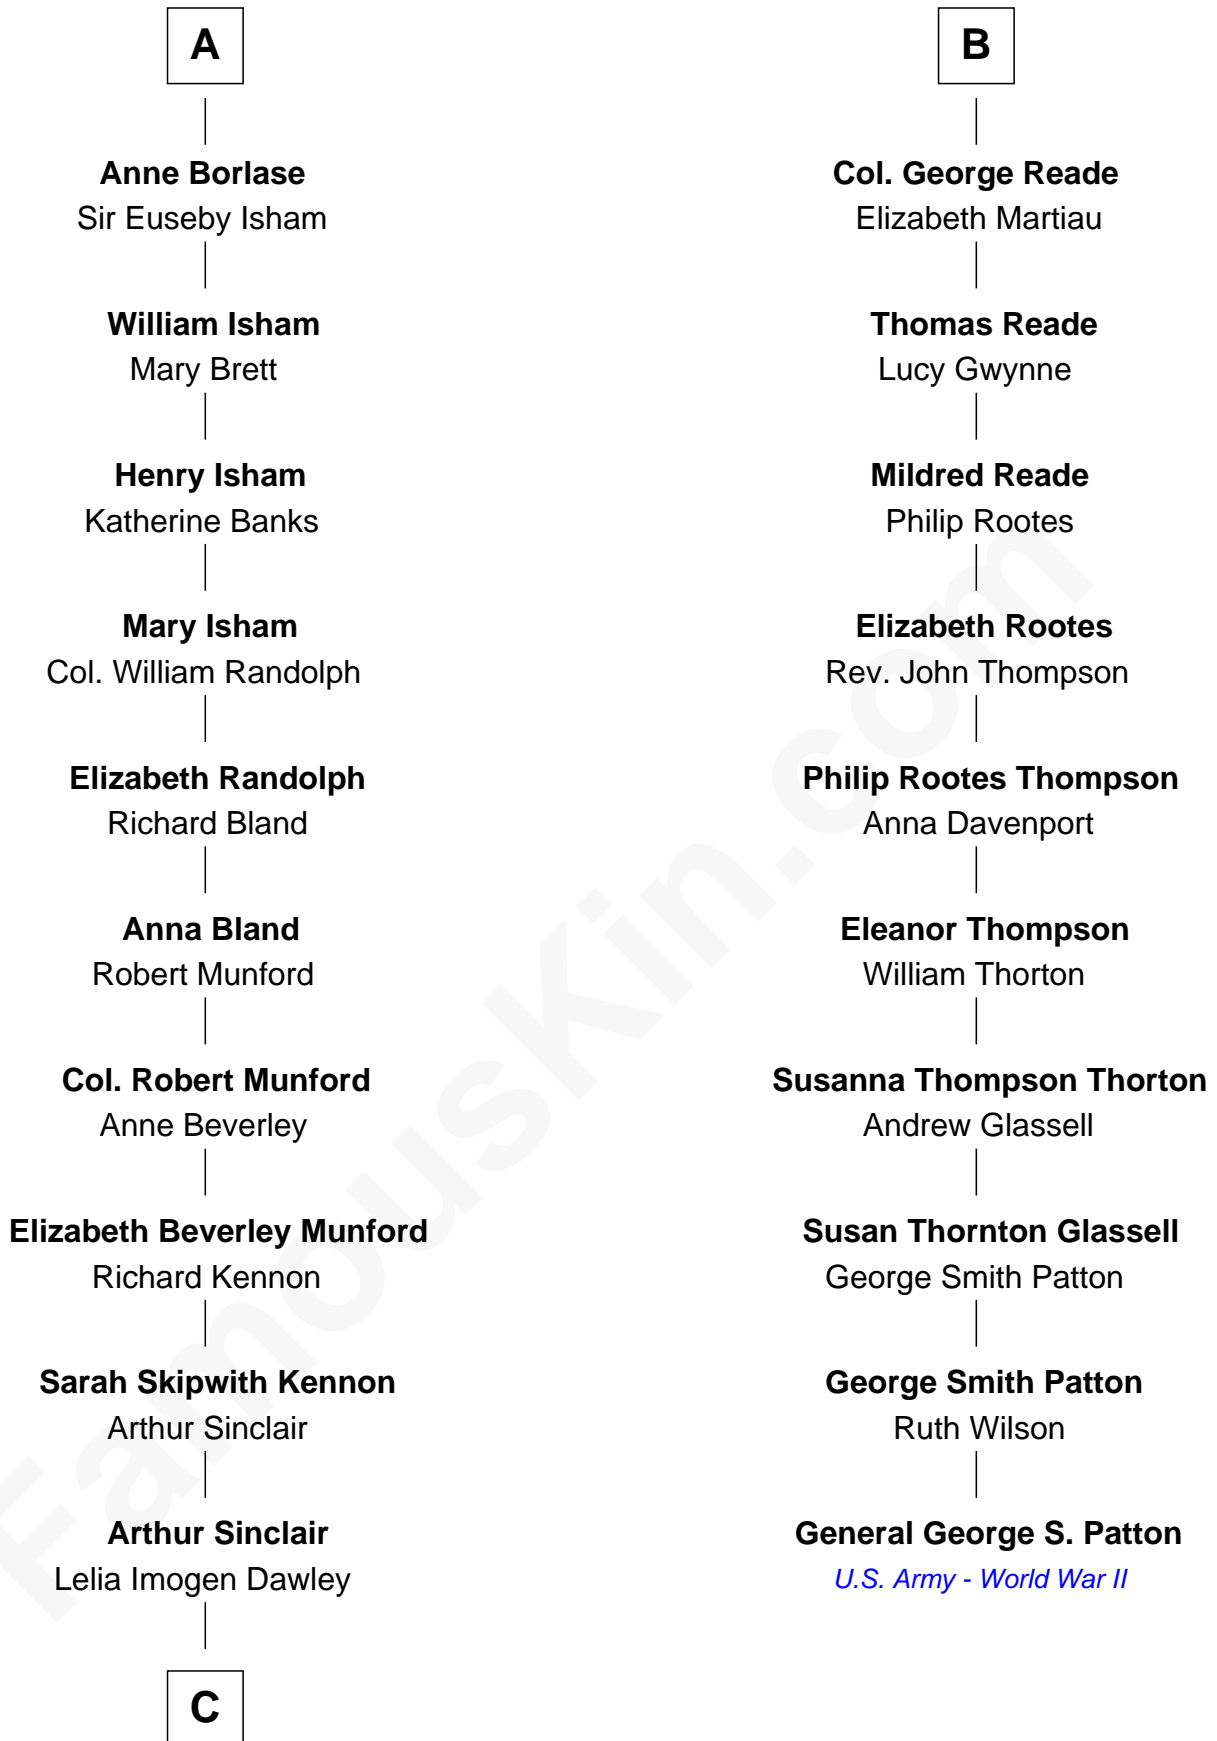 A
Anne Borlase
Sir Euseby Isham
William Isham
Mary Brett
Henry Isham
Katherine Banks
Mary Isham
Col. William Randolph
Elizabeth Randolph
Richard Bland
Anna Bland
Robert Munford
Col. Robert Munford
Anne Beverley
Elizabeth Beverley Munford
Richard Kennon
Sarah Skipwith Kennon
Arthur Sinclair
Arthur Sinclair
Lelia Imogen Dawley
C
B
Col. George Reade
Elizabeth Martiau
Thomas Reade
Lucy Gwynne
Mildred Reade
Philip Rootes
Elizabeth Rootes
Rev. John Thompson
Philip Rootes Thompson
Anna Davenport
Eleanor Thompson
William Thorton
Susanna Thompson Thorton
Andrew Glassell
Susan Thornton Glassell
George Smith Patton
George Smith Patton
Ruth Wilson
General George S. Patton
U.S. Army - World War II
FamousKin.com